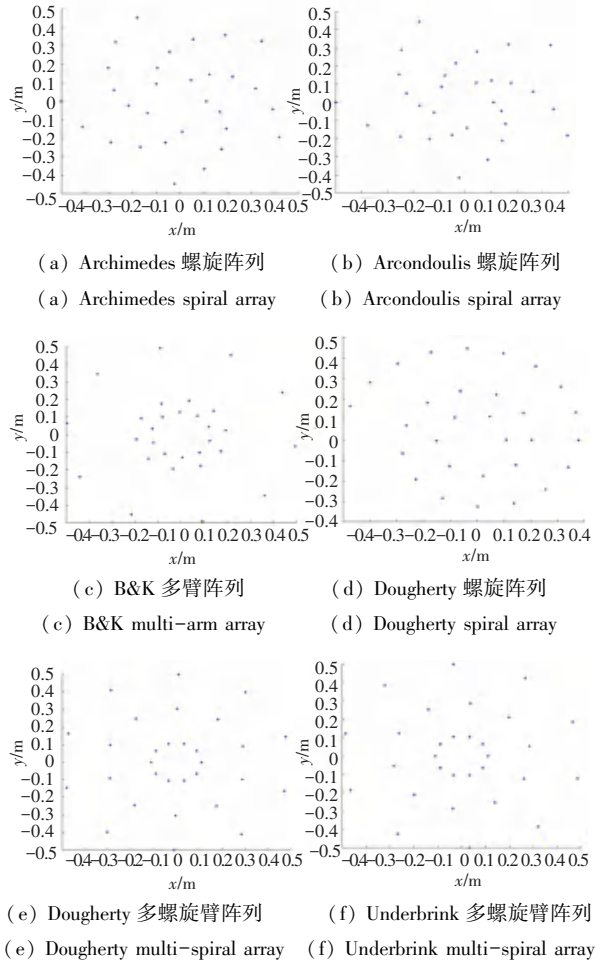 0.5
0.4
0.3
0.2
0.1
0
−0.1
−0.2
−0.3
−0.4
−0.5
y/m
−0.4−0.3−0.2−0.1 0 0.1 0.2 0.3 0.4 0.5
x/m
0.5
0.4
0.3
0.2
0.1
0
−0.1
−0.2
−0.3
−0.4
−0.5
y/m
−0.4−0.3−0.2−0.1 0 0.1 0.2 0.3 0.4 0.5
x/m
(a) Archimedes 螺旋阵列
(b) Arcondoulis 螺旋阵列
(a) Archimedes spiral array
(b) Arcondoulis spiral array
0.5
0.4
0.3
0.2
0.1
0
−0.1
−0.2
−0.3
−0.4
−0.5
y/m
−0.4−0.3−0.2−0.1 0 0.1 0.2 0.3 0.4 0.5
x/m
0.5
0.4
0.3
0.2
0.1
0
−0.1
−0.2
−0.3
−0.4
y/m
−0.4−0.3−0.2−0.1 0 0.1 0.2 0.3 0.4
x/m
(c) B&K 多臂阵列
(d) Dougherty 螺旋阵列
(c) B&K multi−arm array
(d) Dougherty spiral array
0.5
0.4
0.3
0.2
0.1
0
−0.1
−0.2
−0.3
−0.4
−0.5
y/m
−0.4−0.3−0.2−0.1 0 0.1 0.2 0.3 0.4 0.5
x/m
0.5
0.4
0.3
0.2
0.1
0
−0.1
−0.2
−0.3
−0.4
−0.5
y/m
−0.4−0.3−0.2−0.1 0 0.1 0.2 0.3 0.4 0.5
x/m
(e) Dougherty 多螺旋臂阵列
(f) Underbrink 多螺旋臂阵列
(e) Dougherty multi−spiral array
(f) Underbrink multi−spiral array